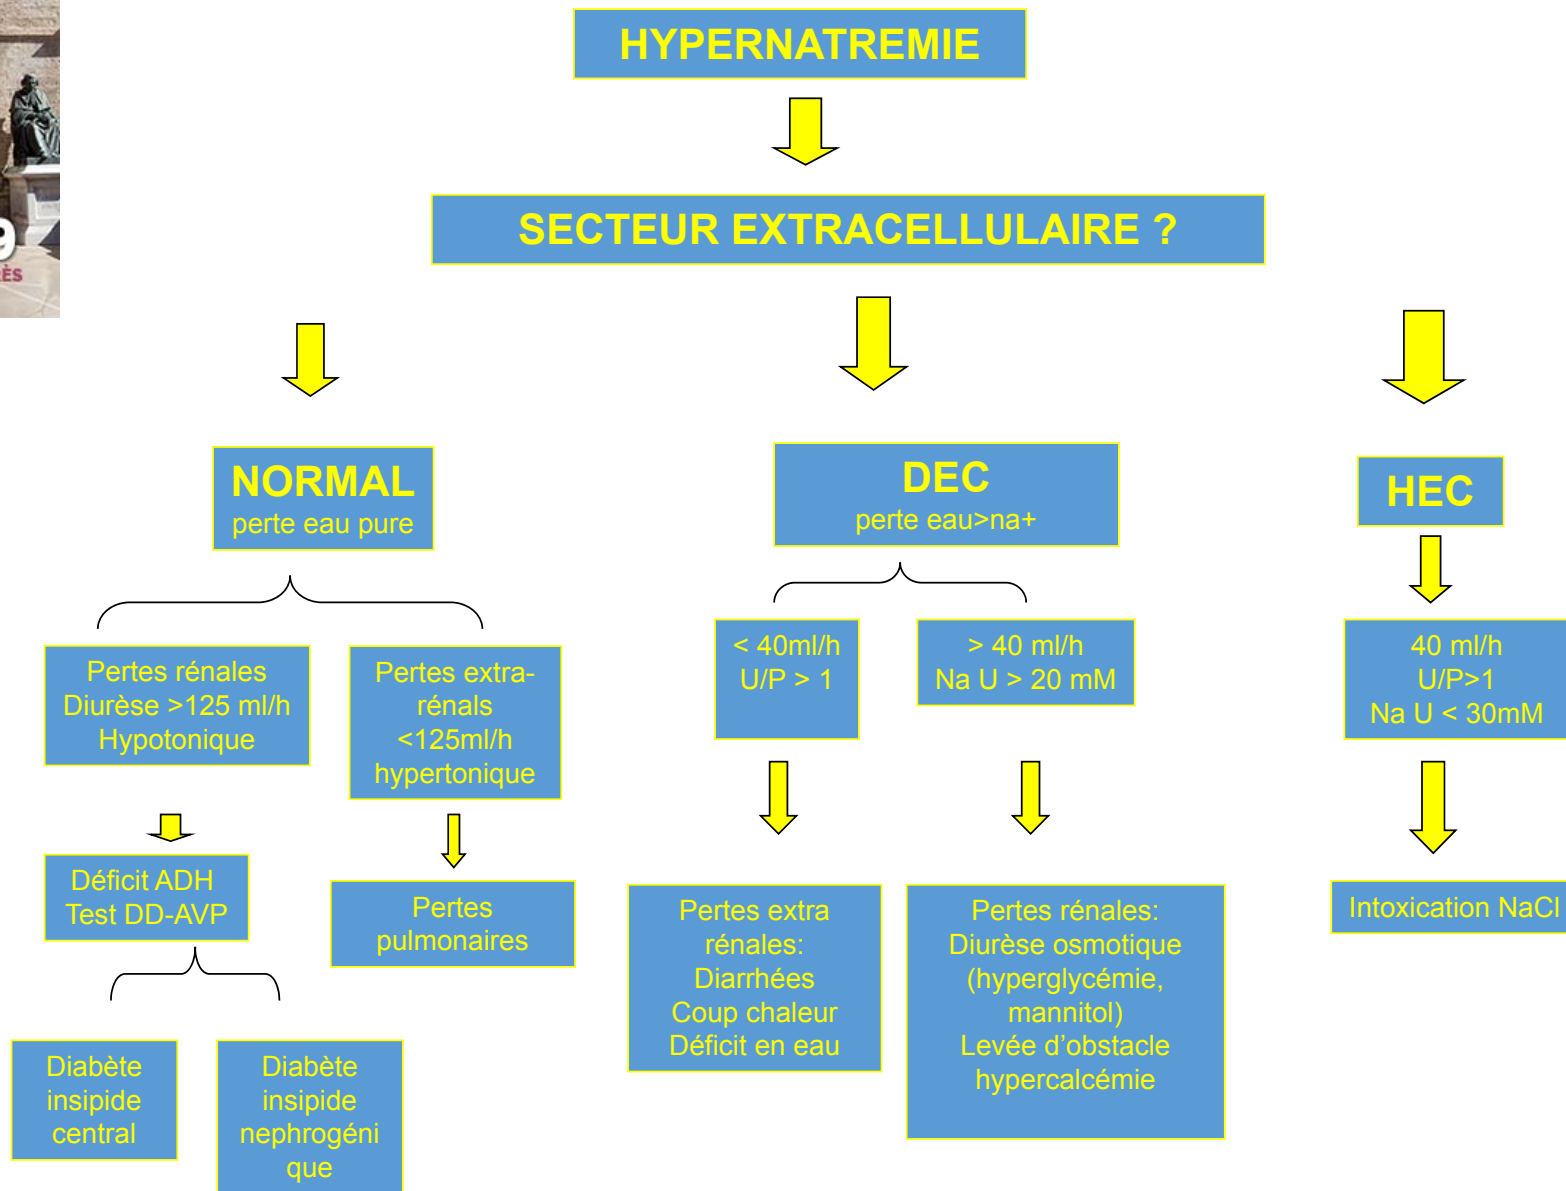 HYPERNATREMIE
SECTEUR EXTRACELLULAIRE ?
NORMAL
perte eau pure
DEC
perte eau>na+
HEC
Pertes rénales
Diurèse >125 ml/h
Hypotonique
Pertes extra-
rénals
<125ml/h
hypertonique
< 40ml/h
U/P > 1
> 40 ml/h
Na U > 20 mM
40 ml/h
U/P>1
Na U < 30mM
Déficit ADH
Test DD-AVP
Pertes
pulmonaires
Pertes extra
rénales:
Diarrhées
Coup chaleur
Déficit en eau
Pertes rénales:
Diurèse osmotique
(hyperglycémie,
mannitol)
Levée d’obstacle
hypercalcémie
Intoxication NaCl
Diabète
insipide
central
Diabète
insipide
nephrogéni
que
9